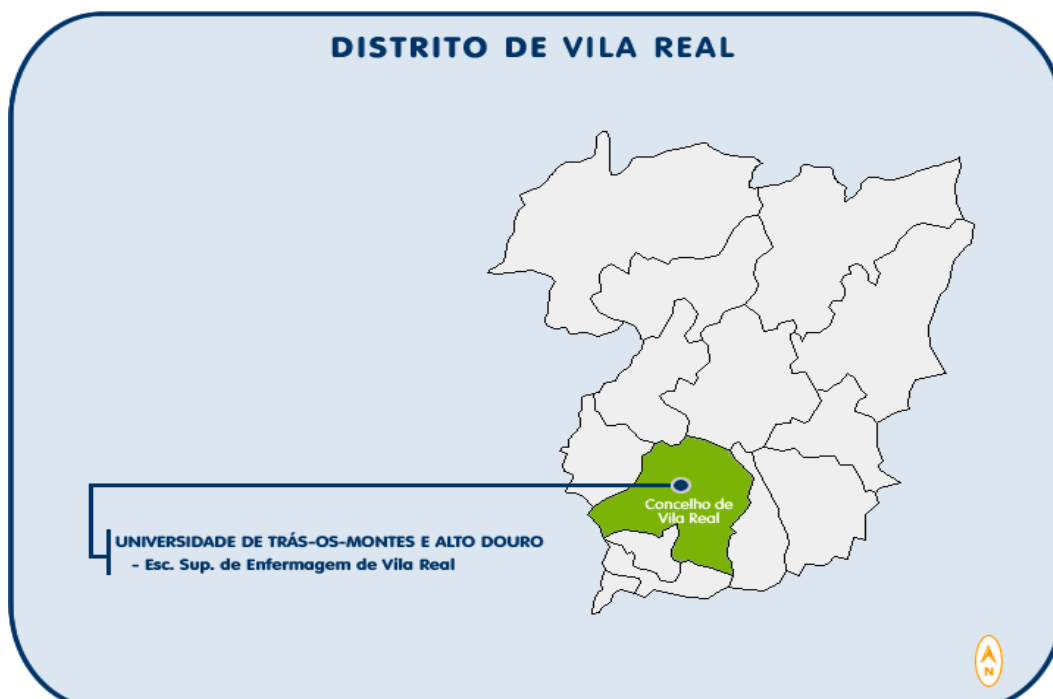 DISTRITO DE VILA REAL
Concelho de
Vila Real
UNIVERSIDADE DE TRÁS-OS-MONTES E ALTO DOURO
- Esc. Sup. de Enfermagem de Vila Real
N